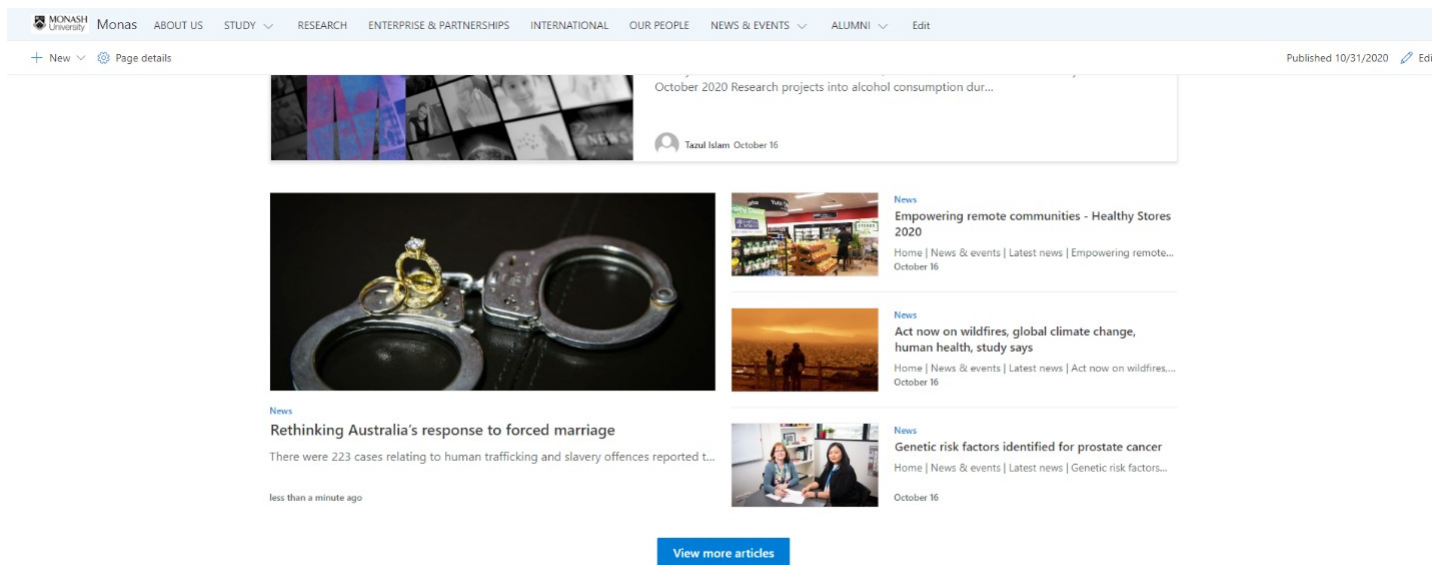 MONASH
University
Monas
ABOUT US
STUDY
RESEARCH
ENTERPRISE & PARTNERSHIPS
INTERNATIONAL
OUR PEOPLE
NEWS & EVENTS
ALUMNI
Edit
New
Page details
Published 10/31/2020
Edi
October 2020 Research projects into alcohol consumption dur...
Tazul Islam October 16
NEWS
News
Rethinking Australia's response to forced marriage
There were 223 cases relating to human trafficking and slavery offences reported t...
less than a minute ago
News
Empowering remote communities - Healthy Stores
2020
Home | News & events | Latest news | Empowering remote...
October 16
News
Act now on wildfires, global climate change,
human health, study says
Home | News & events | Latest news | Act now on wildfires,...
October 16
News
Genetic risk factors identified for prostate cancer
Home | News & events | Latest news | Genetic risk factors...
October 16
View more articles